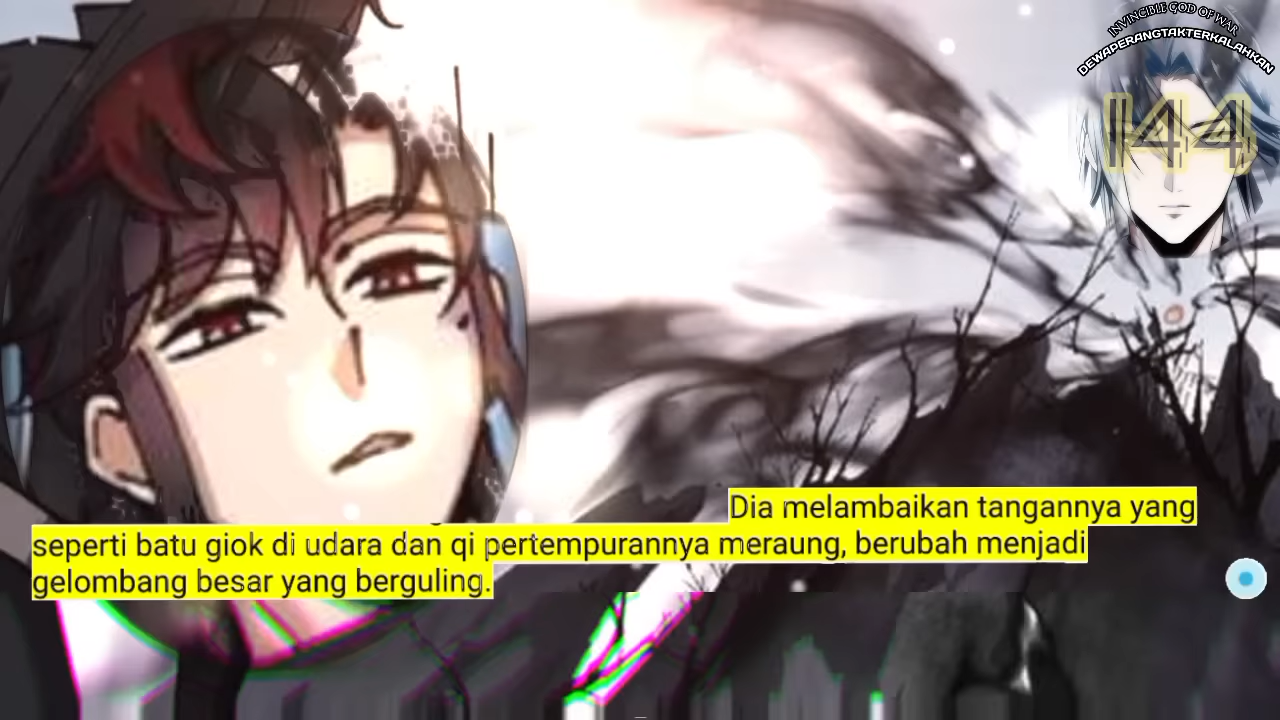 INVINCIBLE GOD OF WAR
DEWAPERANGTAKTERKALAHKAN
144
Dia melambaikan tangannya yang
seperti batu giok di udara dan qi pertempurannya meraung, berubah menjadi
gelombang besar yang berguling.